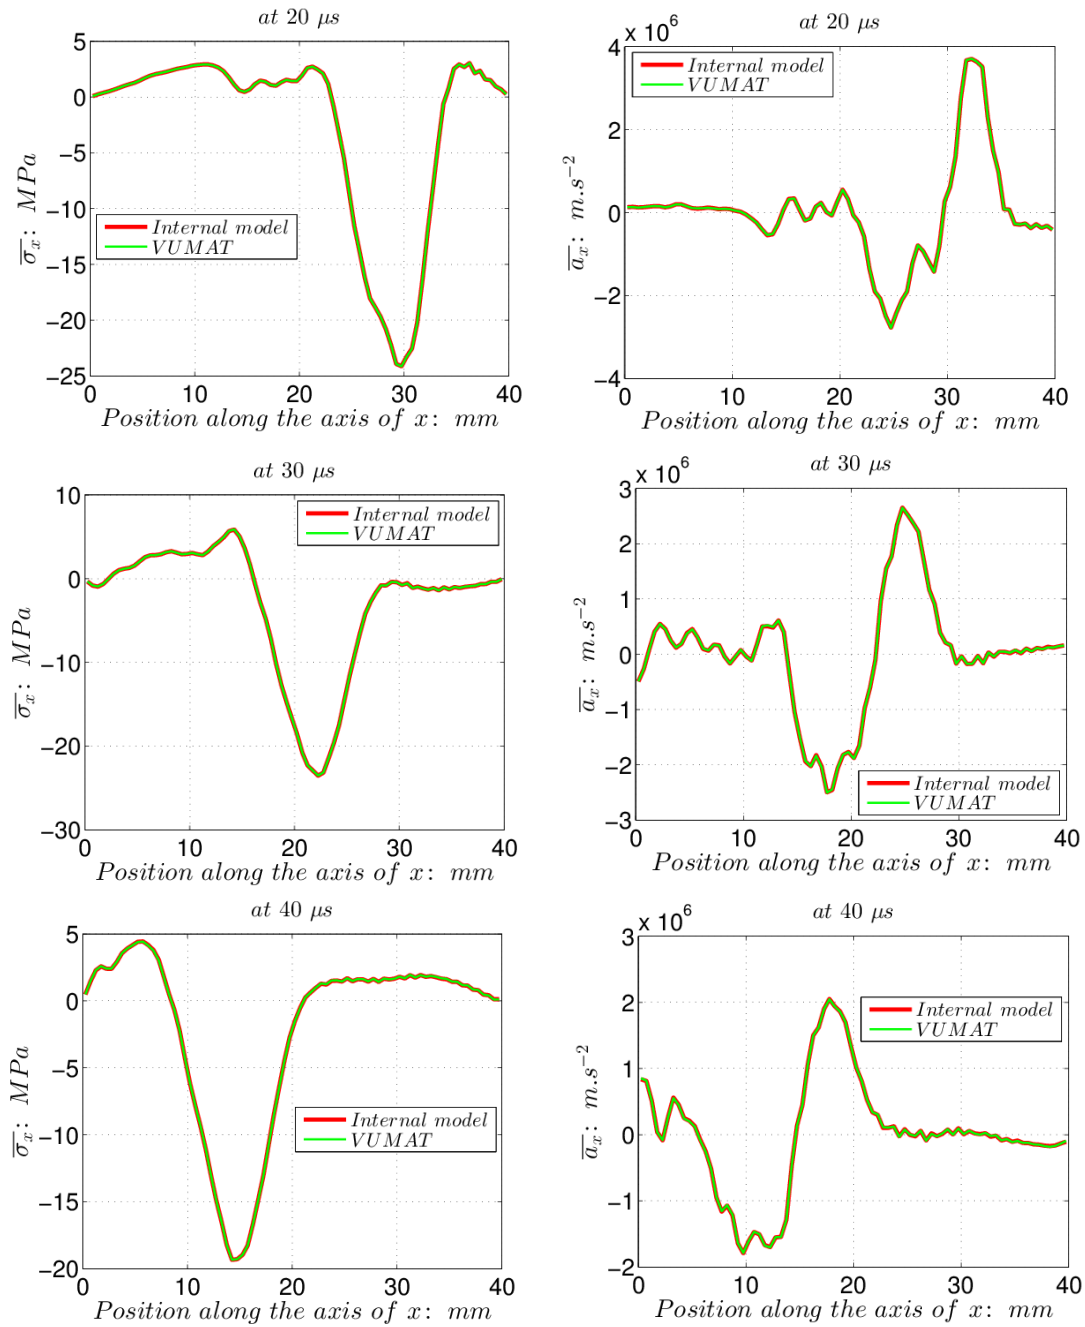 at 20 μs
5
0
−5
−10
−15
−20
−25
0 10 20 30 40
σx: MPa
Internal model
VUMAT
Position along the axis of x: mm
at 20 μs
x 10^6
4
2
0
−2
−4
0 10 20 30 40
ax: m.s^−2
Internal model
VUMAT
Position along the axis of x: mm
at 30 μs
10
0
−10
−20
−30
0 10 20 30 40
σx: MPa
Internal model
VUMAT
Position along the axis of x: mm
at 30 μs
x 10^6
3
2
1
0
−1
−2
−3
0 10 20 30 40
ax: m.s^−2
Internal model
VUMAT
Position along the axis of x: mm
at 40 μs
5
0
−5
−10
−15
−20
0 10 20 30 40
σx: MPa
Internal model
VUMAT
Position along the axis of x: mm
at 40 μs
x 10^6
3
2
1
0
−1
−2
0 10 20 30 40
ax: m.s^−2
Internal model
VUMAT
Position along the axis of x: mm